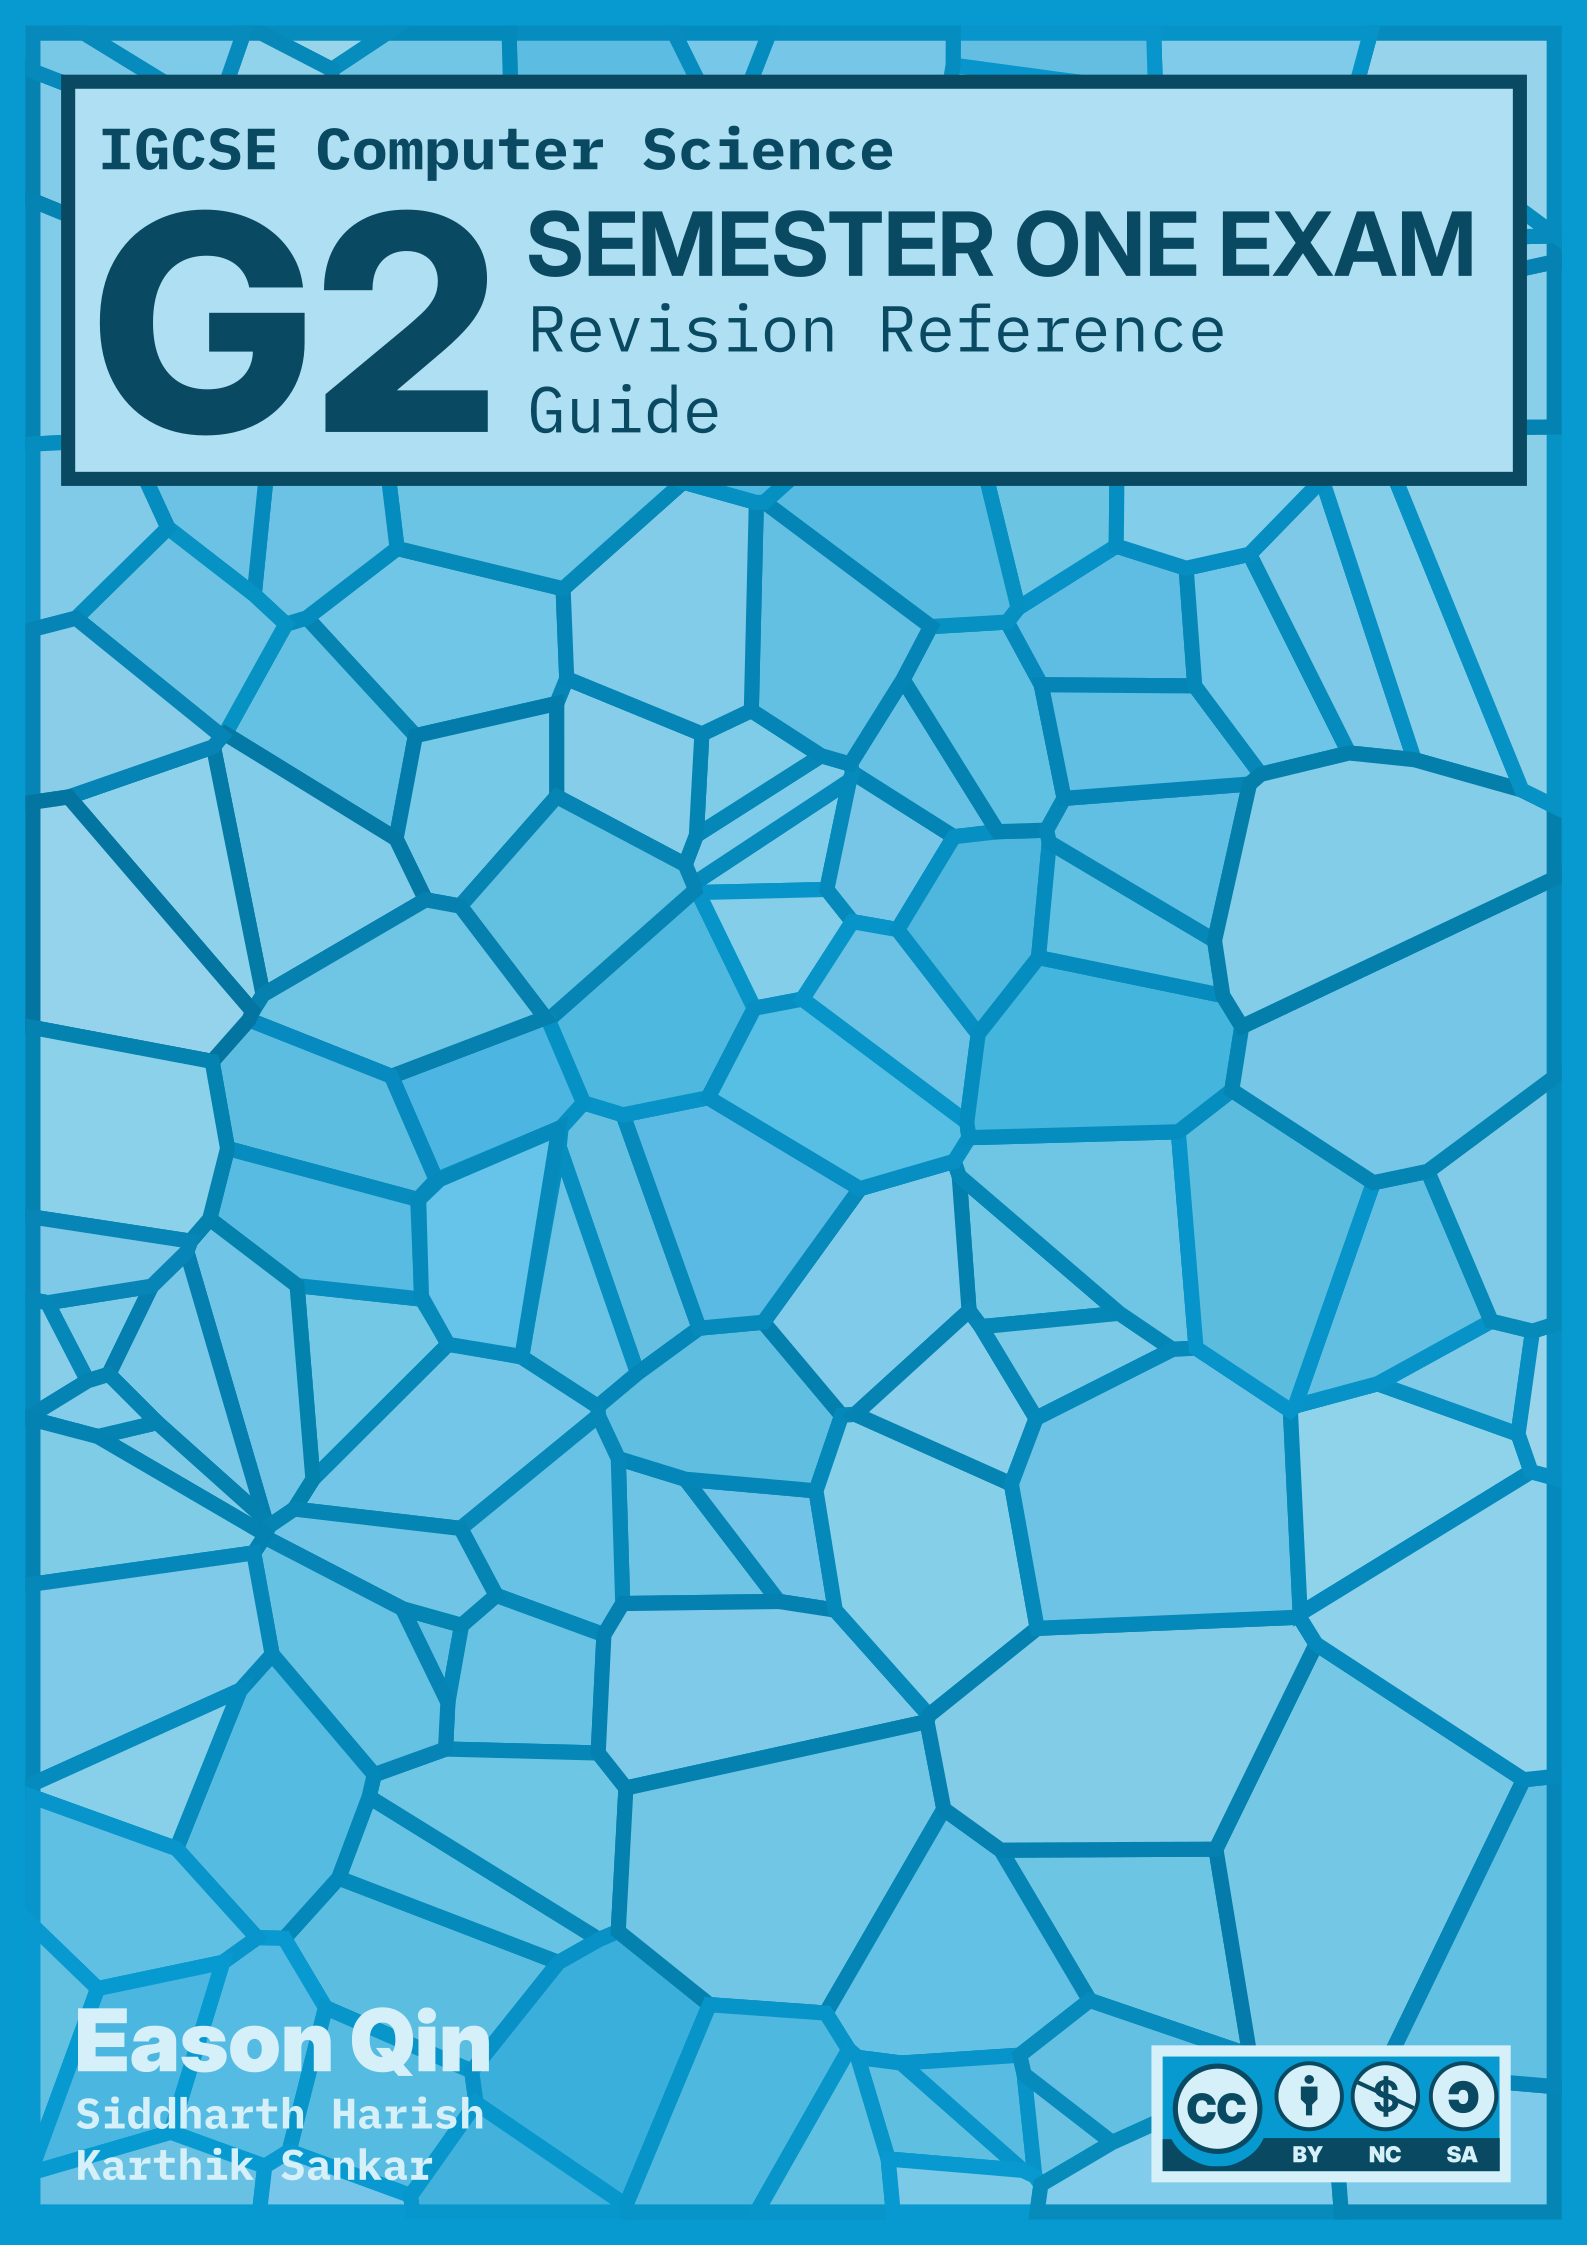 IGCSE Computer Science
G2
SEMESTER ONE EXAM
Revision Reference
Guide
Eason Qin
Siddharth Harish
Karthik Sankar
CC
BY NC SA